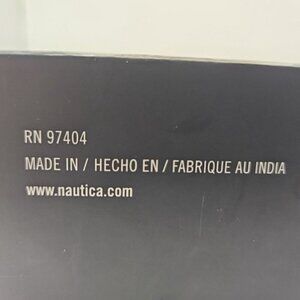 RN 97404
MADE IN / HECHO EN / FABRIQUE AU INDIA
www.nautica.com